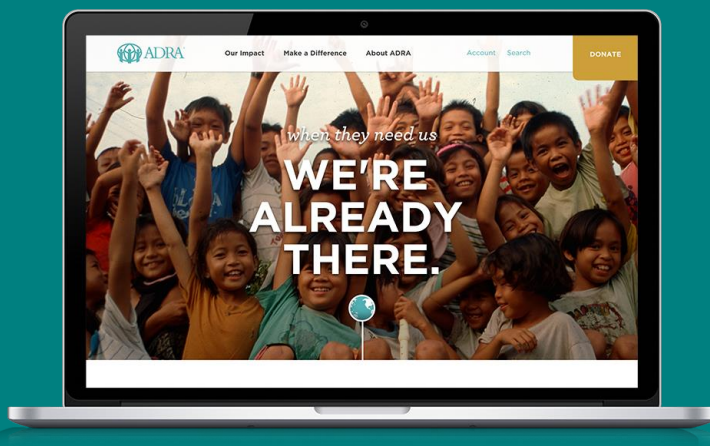 ADRA
Our Impact Make a Difference About ADRA Account Search DONATE
when they need us
WE'RE
ALREADY
THERE.